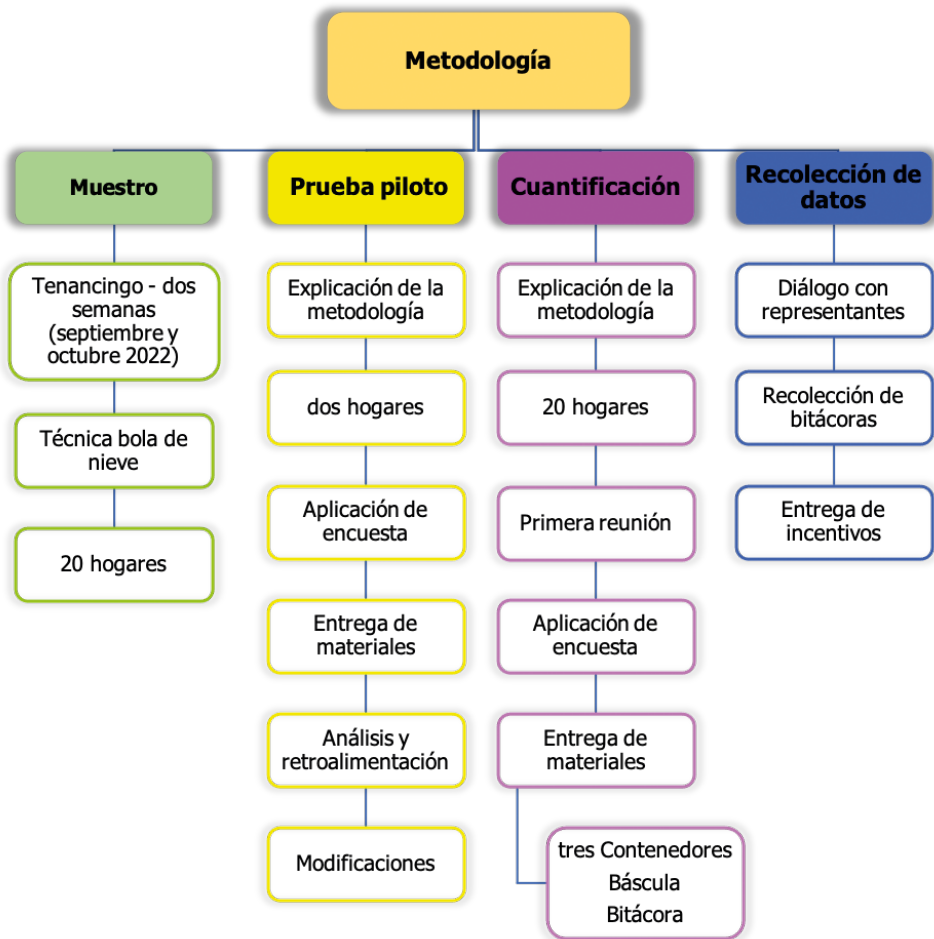 Metodología
Muestro
Tenancingo - dos
semanas
(septiembre y
octubre 2022)
Técnica bola de
nieve
20 hogares
Prueba piloto
Explicación de la
metodología
dos hogares
Aplicación de
encuesta
Entrega de
materiales
Análisis y
retroalimentación
Modificaciones
Cuantificación
Explicación de la
metodología
20 hogares
Primera reunión
Aplicación de
encuesta
Entrega de
materiales
tres Contenedores
Báscula
Bitácora
Recolección de
datos
Diálogo con
representantes
Recolección de
bitácoras
Entrega de
incentivos